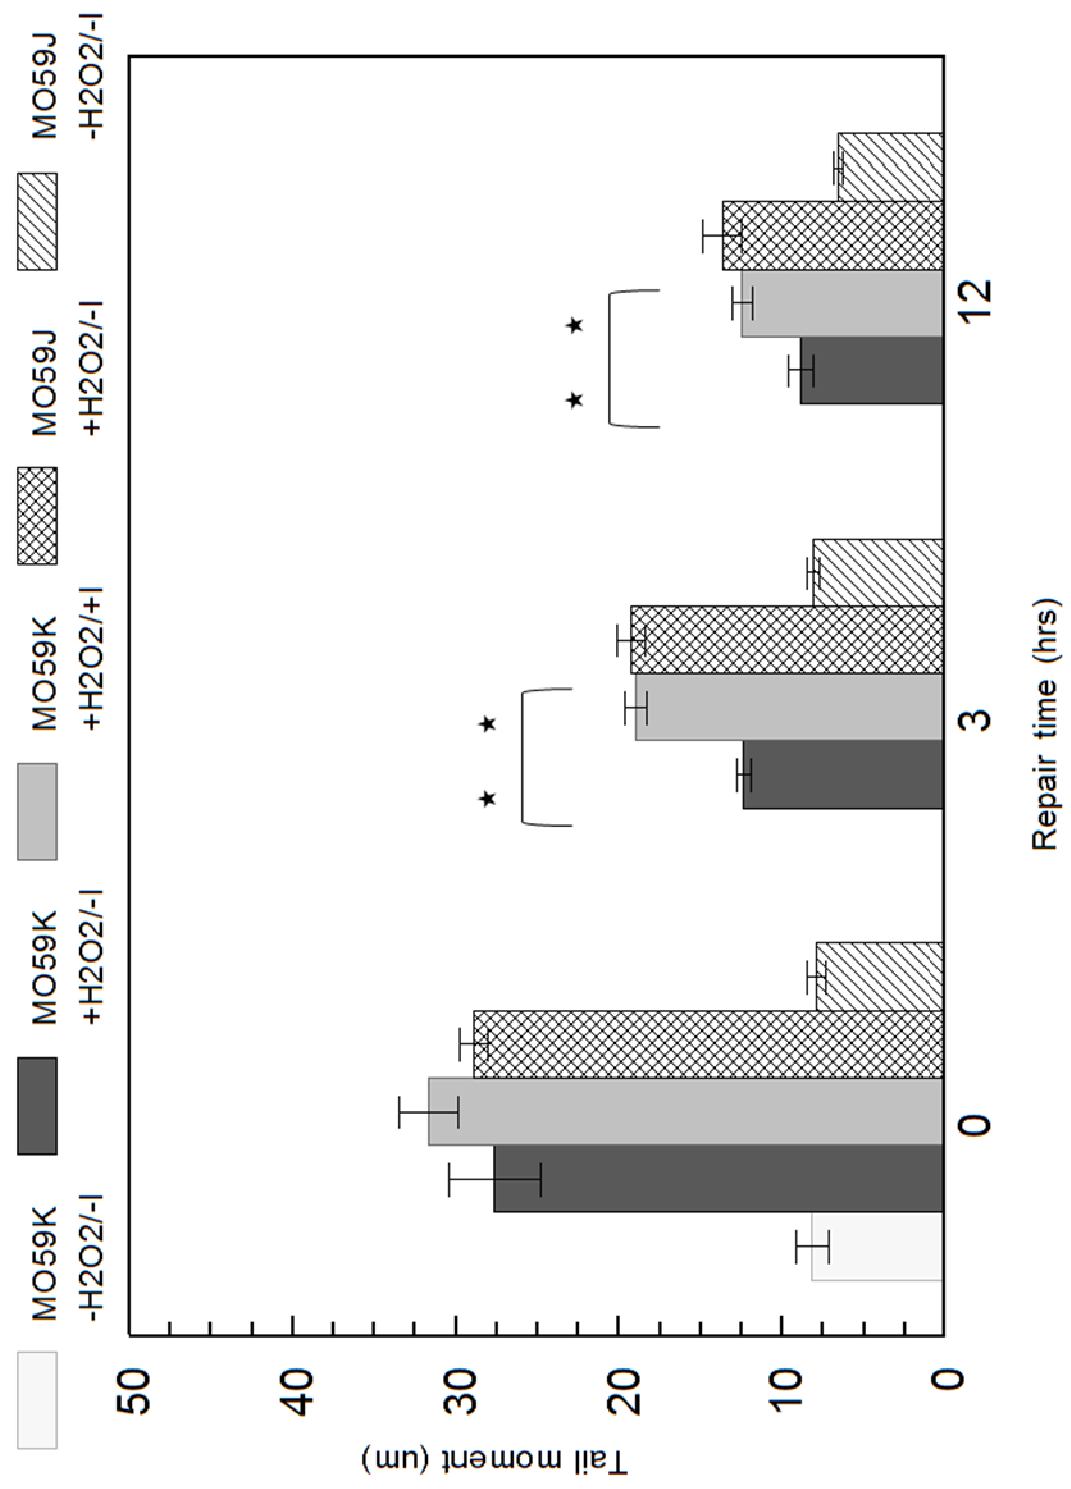 MO59K
-H2O2/-I
MO59K
+H2O2/-I
MO59K
+H2O2/+I
MO59J
+H2O2/-I
MO59J
-H2O2/-I
50
40
30
20
10
0
Tail moment (um)
0
3
12
Repair time (hrs)